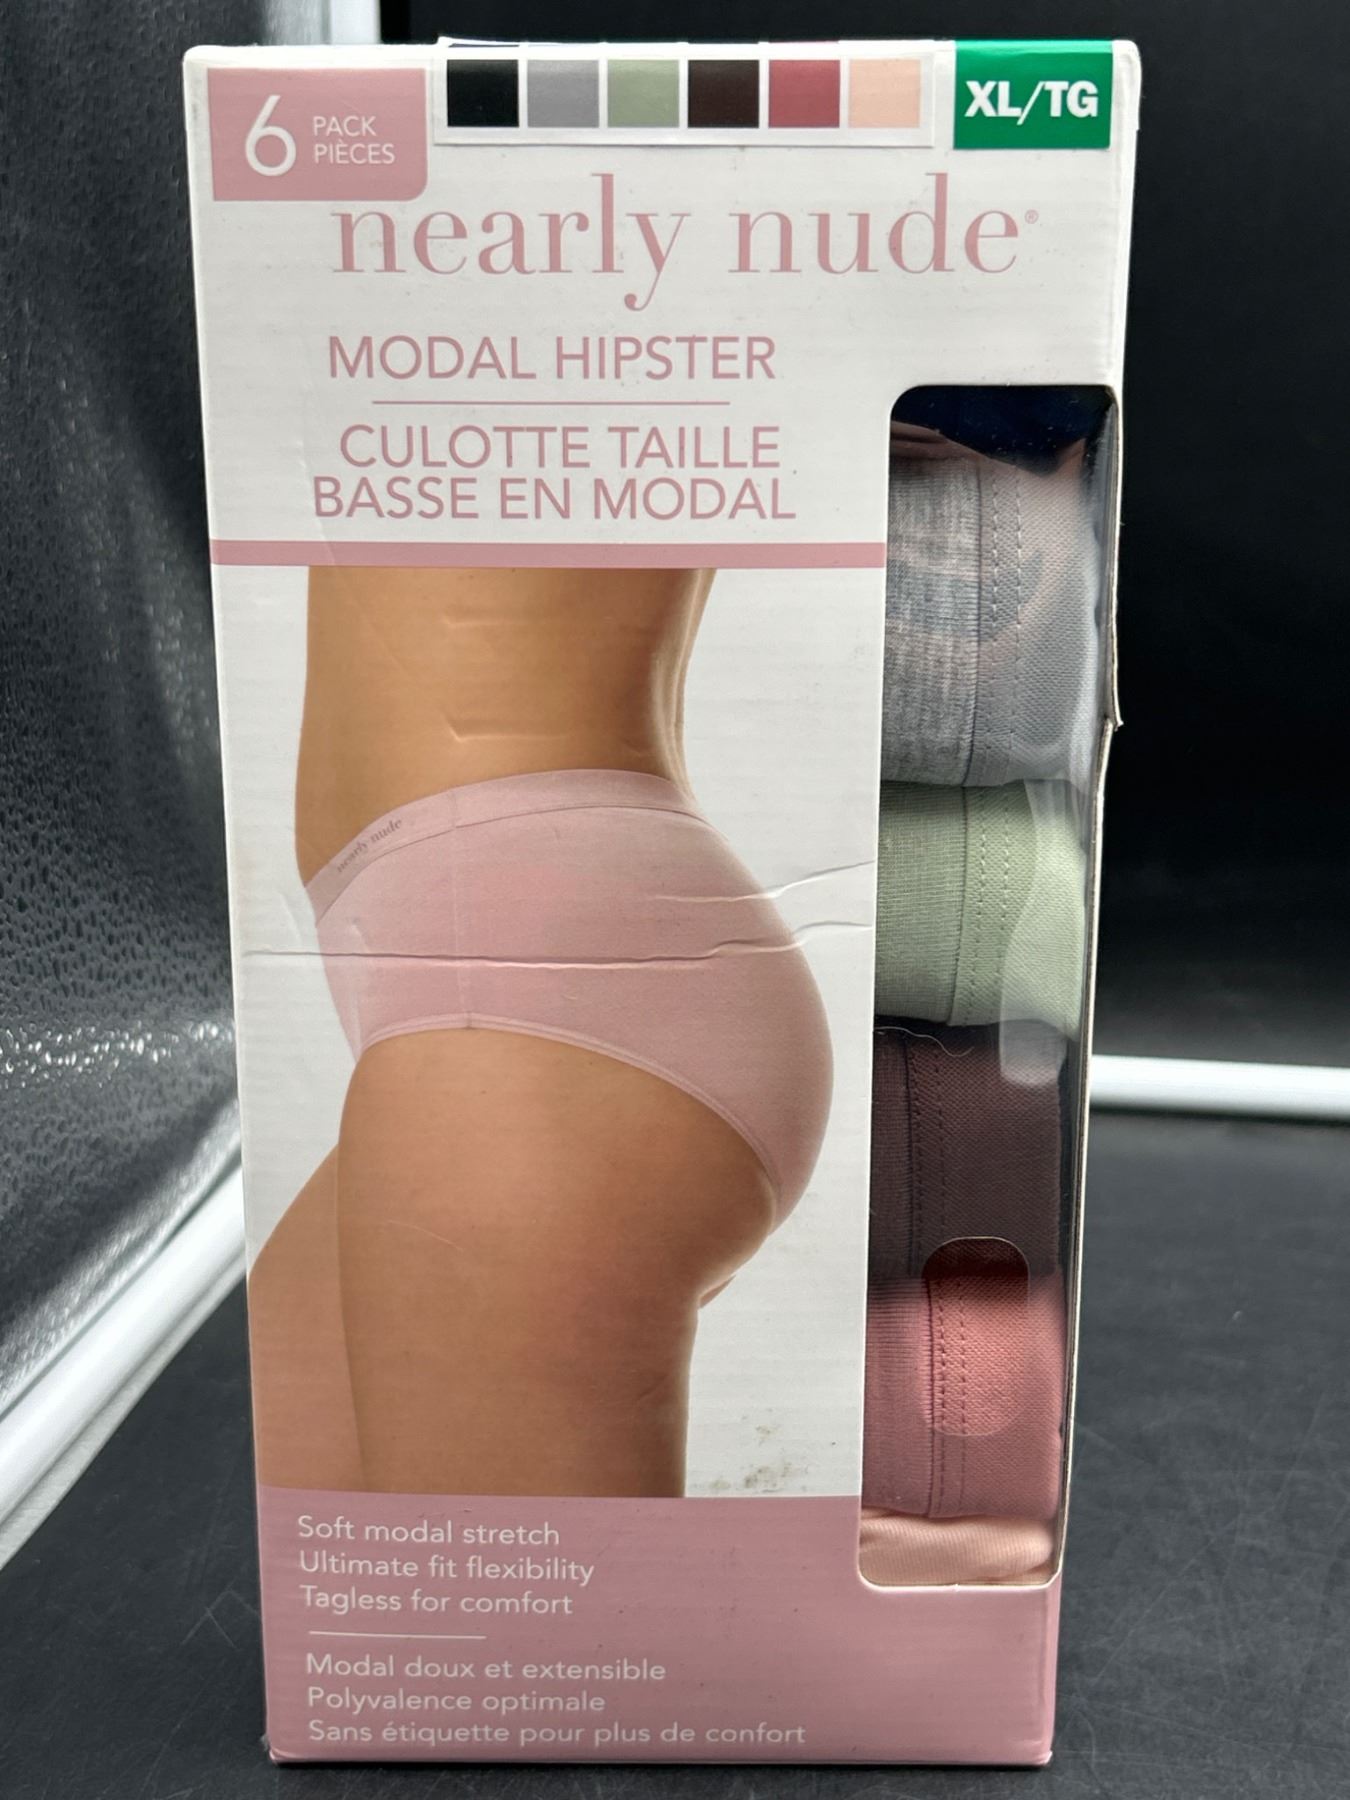 6 PACK
PIÈCES
XL/TG
nearly nude®
MODAL HIPSTER
CULOTTE TAILLE
BASSE EN MODAL
nearly nude
Soft modal stretch
Ultimate fit flexibility
Tagless for comfort
Modal doux et extensible
Polyvalence optimale
Sans étiquette pour plus de confort